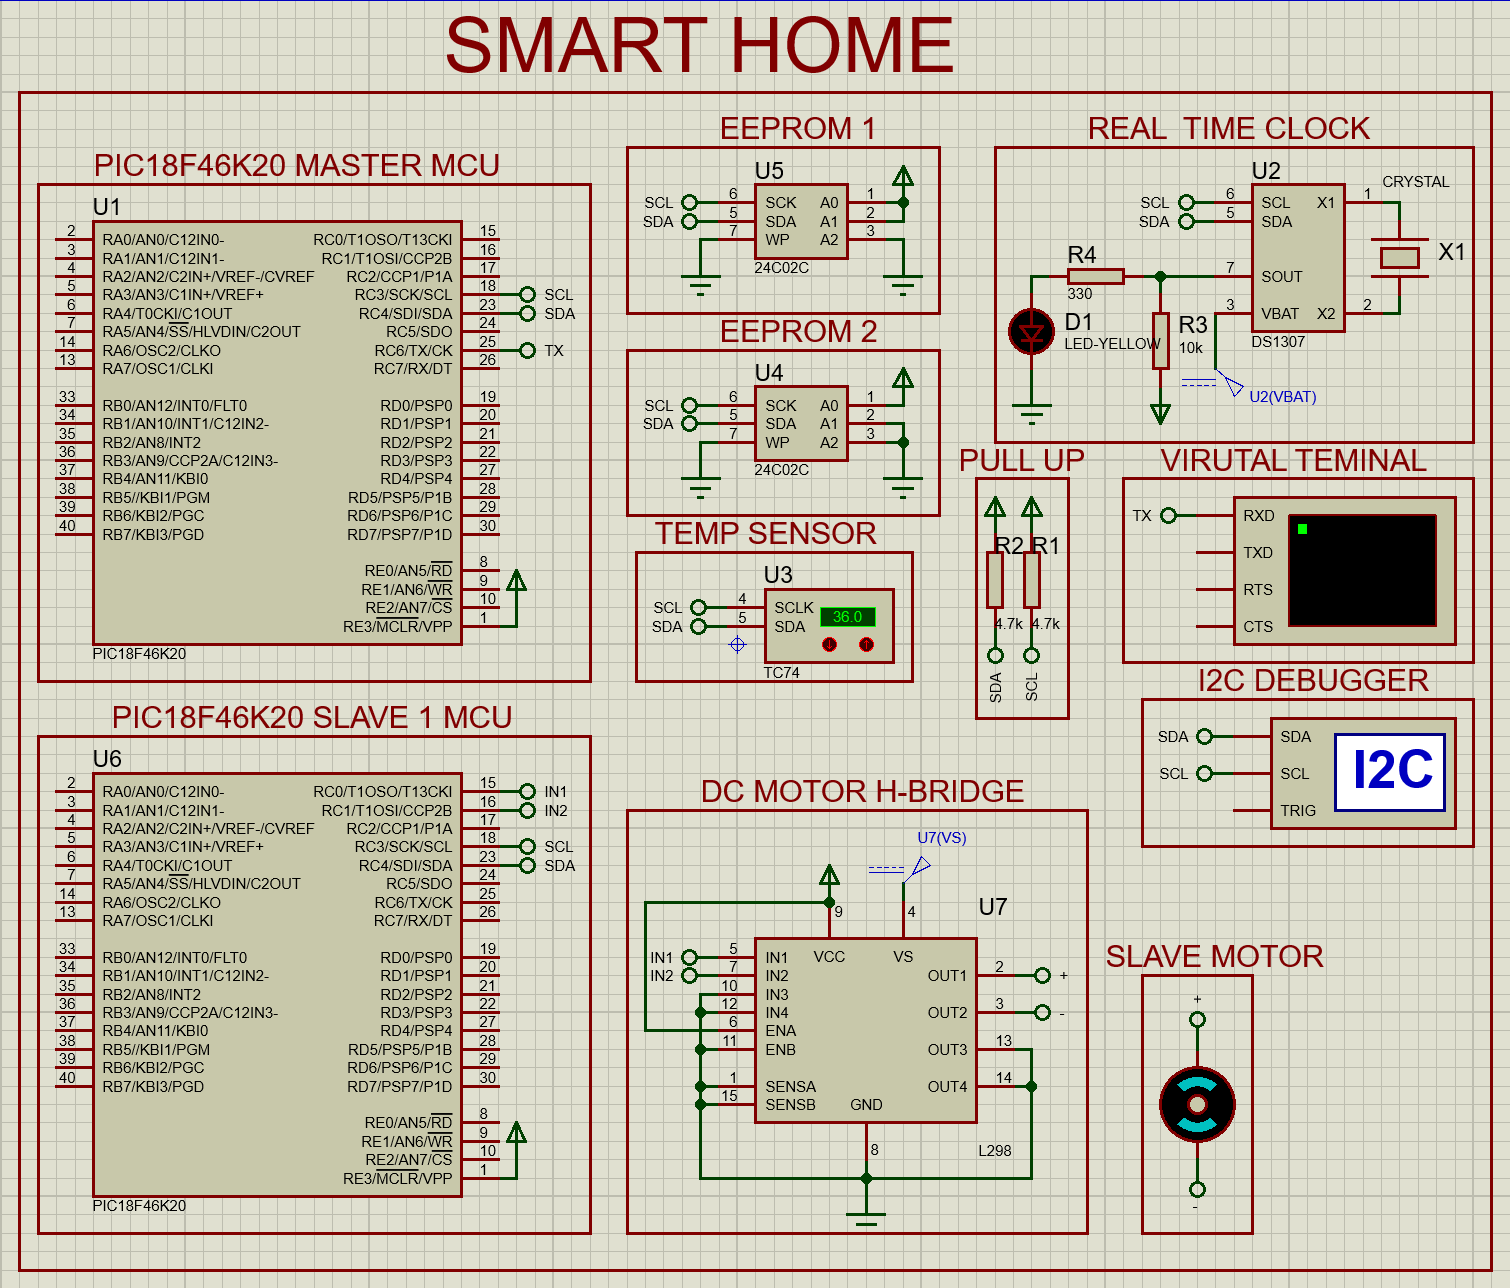 SMART HOME
PIC18F46K20 MASTER MCU
U1
2 RA0/AN0/C12IN0- RC0/T1OSO/T13CKI 15
3 RA1/AN1/C12IN1- RC1/T1OSI/CCP2B 16
4 RA2/AN2/C2IN+/VREF-/CVREF RC2/CCP1/P1A 17
5 RA3/AN3/C1IN+/VREF+ RC3/SCK/SCL 18 SCL
6 RA4/T0CKI/C1OUT RC4/SDI/SDA 23 SDA
7 RA5/AN4/SS/HLVDIN/C2OUT RC5/SDO 24
14 RA6/OSC2/CLKO RC6/TX/CK 25 TX
13 RA7/OSC1/CLKI RC7/RX/DT 26
33 RB0/AN12/INT0/FLT0 RD0/PSP0 19
34 RB1/AN10/INT1/C12IN2- RD1/PSP1 20
35 RB2/AN8/INT2 RD2/PSP2 21
36 RB3/AN9/CCP2A/C12IN3- RD3/PSP3 22
37 RB4/AN11/KBI0 RD4/PSP4 27
38 RB5//KBI1/PGM RD5/PSP5/P1B 28
39 RB6/KBI2/PGC RD6/PSP6/P1C 29
40 RB7/KBI3/PGD RD7/PSP7/P1D 30
RE0/AN5/RD 8
RE1/AN6/WR 9
RE2/AN7/CS 10
RE3/MCLR/VPP 1
PIC18F46K20
EEPROM 1
U5
SCL 6 SCK A0 1
SDA 5 SDA A1 2
7 WP A2 3
24C02C
EEPROM 2
U4
SCL 6 SCK A0 1
SDA 5 SDA A1 2
7 WP A2 3
24C02C
TEMP SENSOR
U3
SCL 4 SCLK 36.0
SDA 5 SDA
TC74
REAL TIME CLOCK
U2
CRYSTAL
SCL 6 SCL X1 1
SDA 5 SDA
X1
R4
330
7 SOUT
D1
LED-YELLOW
R3
10k
3 VBAT X2 2
DS1307
U2(VBAT)
PULL UP
R2 R1
4.7k 4.7k
SDA SCL
VIRUTAL TEMINAL
TX RXD
TXD
RTS
CTS
I2C DEBUGGER
SDA SDA
SCL SCL
TRIG
I2C
PIC18F46K20 SLAVE 1 MCU
U6
2 RA0/AN0/C12IN0- RC0/T1OSO/T13CKI 15 IN1
3 RA1/AN1/C12IN1- RC1/T1OSI/CCP2B 16 IN2
4 RA2/AN2/C2IN+/VREF-/CVREF RC2/CCP1/P1A 17
5 RA3/AN3/C1IN+/VREF+ RC3/SCK/SCL 18 SCL
6 RA4/T0CKI/C1OUT RC4/SDI/SDA 23 SDA
7 RA5/AN4/SS/HLVDIN/C2OUT RC5/SDO 24
14 RA6/OSC2/CLKO RC6/TX/CK 25
13 RA7/OSC1/CLKI RC7/RX/DT 26
33 RB0/AN12/INT0/FLT0 RD0/PSP0 19
34 RB1/AN10/INT1/C12IN2- RD1/PSP1 20
35 RB2/AN8/INT2 RD2/PSP2 21
36 RB3/AN9/CCP2A/C12IN3- RD3/PSP3 22
37 RB4/AN11/KBI0 RD4/PSP4 27
38 RB5//KBI1/PGM RD5/PSP5/P1B 28
39 RB6/KBI2/PGC RD6/PSP6/P1C 29
40 RB7/KBI3/PGD RD7/PSP7/P1D 30
RE0/AN5/RD 8
RE1/AN6/WR 9
RE2/AN7/CS 10
RE3/MCLR/VPP 1
PIC18F46K20
DC MOTOR H-BRIDGE
U7(VS)
U7
9 4
VCC VS
IN1 5 IN1
IN2 7 IN2 OUT1 2 +
10 IN3
12 IN4 OUT2 3 -
6 ENA
11 ENB OUT3 13
1 SENSA OUT4 14
15 SENSB GND
8
L298
SLAVE MOTOR
+
-